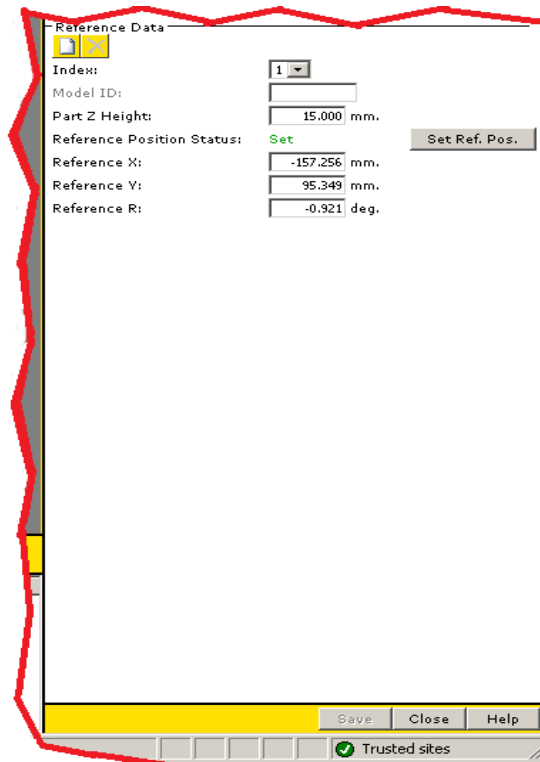 Reference Data
Index: 1
Model ID:
Part Z Height: 15.000 mm.
Reference Position Status: Set Set Ref. Pos.
Reference X: -157.256 mm.
Reference Y: 95.349 mm.
Reference R: -0.921 deg.
Save Close Help
Trusted sites